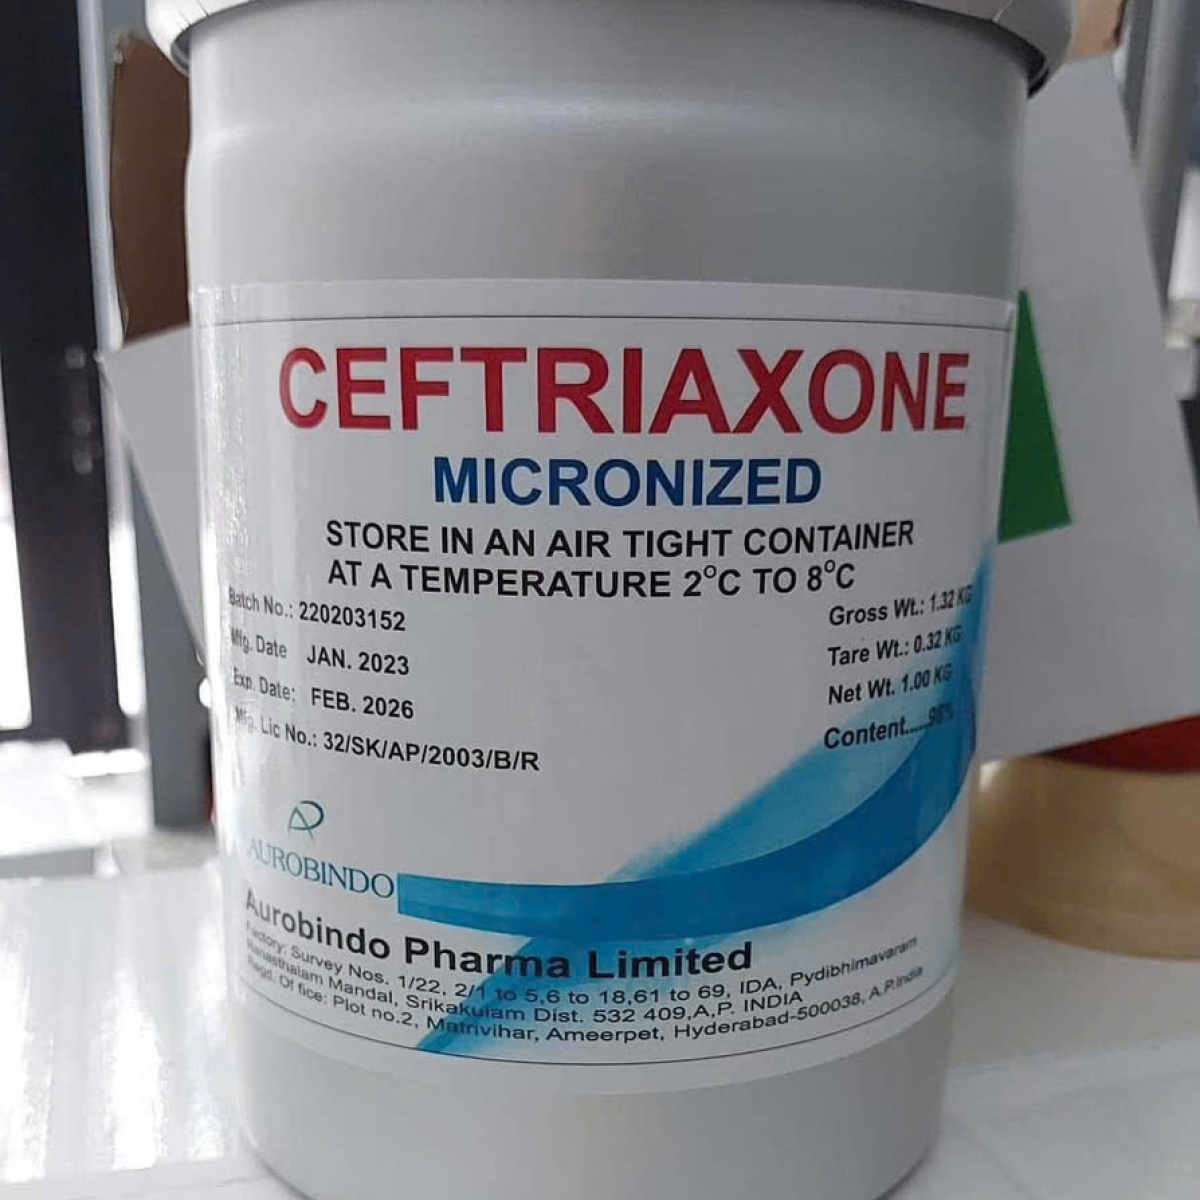 CEFTRIAXONE
MICRONIZED
STORE IN AN AIR TIGHT CONTAINER
AT A TEMPERATURE 2°C TO 8°C
Batch No.: 220203152
Mfg. Date JAN. 2023
Exp. Date: FEB. 2026
Mfg. Lic No.: 32/SK/AP/2003/B/R
Gross Wt.: 1.32 KG
Tare Wt.: 0.32 KG
Net Wt. 1.00 KG
Content.....98%
AUROBINDO
Aurobindo Pharma Limited
Factory: Survey Nos. 1/22, 2/1 to 5,6 to 18,61 to 69, IDA, Pydibhimavaram
Mandal, Srikakulam Dist. 532 409,A,P. INDIA
Regd. Of fice: Plot no.2, Matrivihar, Ameerpet, Hyderabad-500038, A.P.India